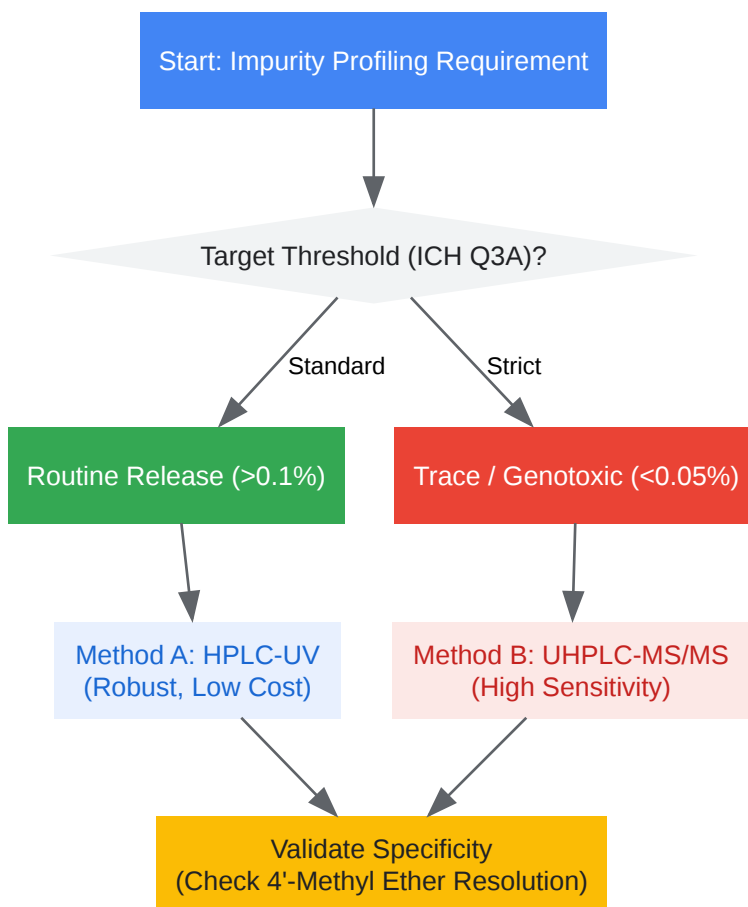 Start: Impurity Profiling Requirement
Target Threshold (ICH Q3A)?
Standard
Strict
Routine Release (>0.1%)
Trace / Genotoxic (<0.05%)
Method A: HPLC-UV
(Robust, Low Cost)
Method B: UHPLC-MS/MS
(High Sensitivity)
Validate Specificity
(Check 4'-Methyl Ether Resolution)